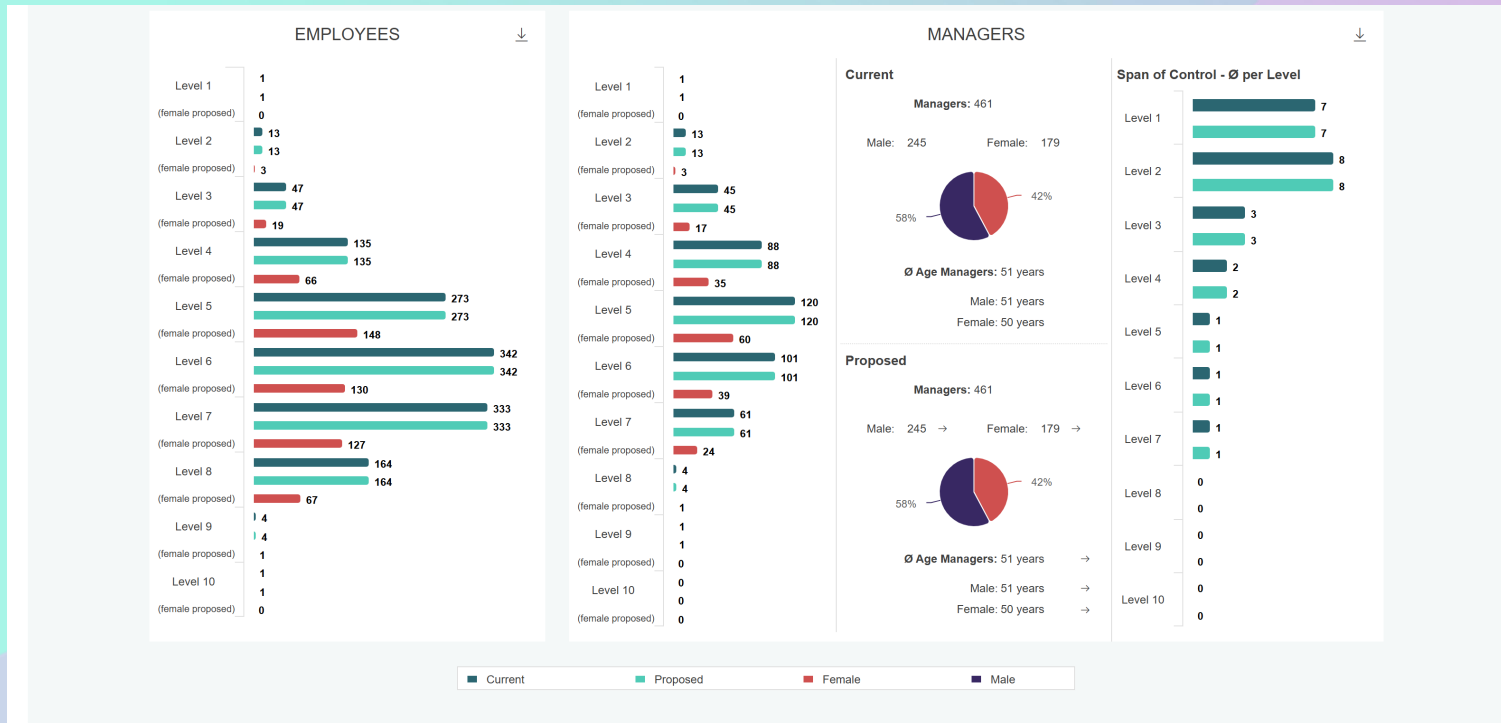 EMPLOYEES
Level 1
1
1
(female proposed)
0
Level 2
13
13
(female proposed)
3
Level 3
47
47
(female proposed)
19
Level 4
135
135
(female proposed)
66
Level 5
273
273
(female proposed)
148
Level 6
342
342
(female proposed)
130
Level 7
333
333
(female proposed)
127
Level 8
164
164
(female proposed)
67
Level 9
4
4
(female proposed)
1
Level 10
1
1
(female proposed)
0
MANAGERS
Level 1
1
1
(female proposed)
0
Level 2
13
13
(female proposed)
3
Level 3
45
45
(female proposed)
17
Level 4
88
88
(female proposed)
35
Level 5
120
120
(female proposed)
60
Level 6
101
101
(female proposed)
39
Level 7
61
61
(female proposed)
24
Level 8
4
4
(female proposed)
1
Level 9
1
1
(female proposed)
0
Level 10
0
0
(female proposed)
0
Current
Managers: 461
Male: 245 Female: 179
42%
58%
Ø Age Managers: 51 years
Male: 51 years
Female: 50 years
Proposed
Managers: 461
Male: 245 → Female: 179 →
42%
58%
Ø Age Managers: 51 years →
Male: 51 years →
Female: 50 years →
Span of Control - Ø per Level
Level 1
7
7
Level 2
8
8
Level 3
3
3
Level 4
2
2
Level 5
1
1
Level 6
1
1
Level 7
1
1
Level 8
0
0
Level 9
0
0
Level 10
0
0
Current Proposed Female Male